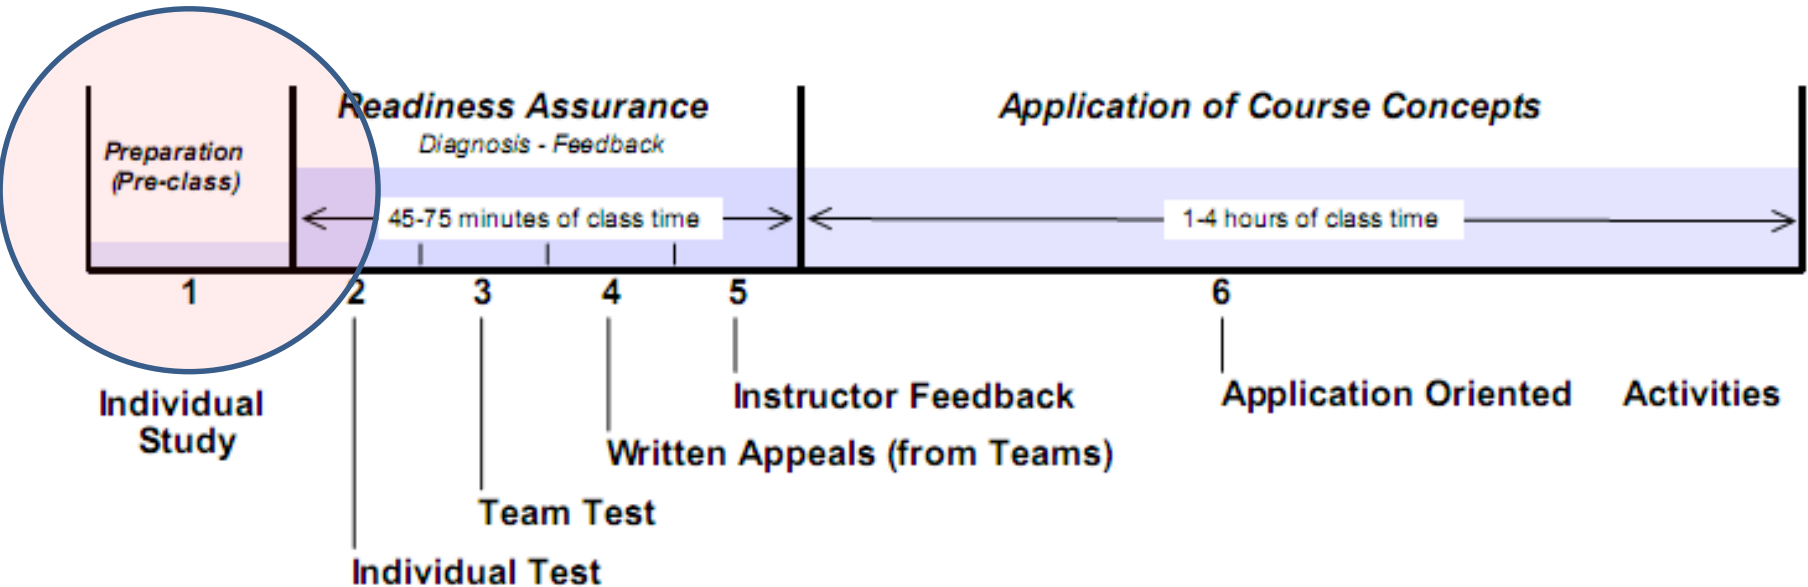 Readiness Assurance
Application of Course Concepts
Diagnosis - Feedback
Preparation
(Pre-class)
45-75 minutes of class time
1-4 hours of class time
1
2
3
4
5
6
Individual
Study
Instructor Feedback
Application Oriented Activities
Written Appeals (from Teams)
Team Test
Individual Test